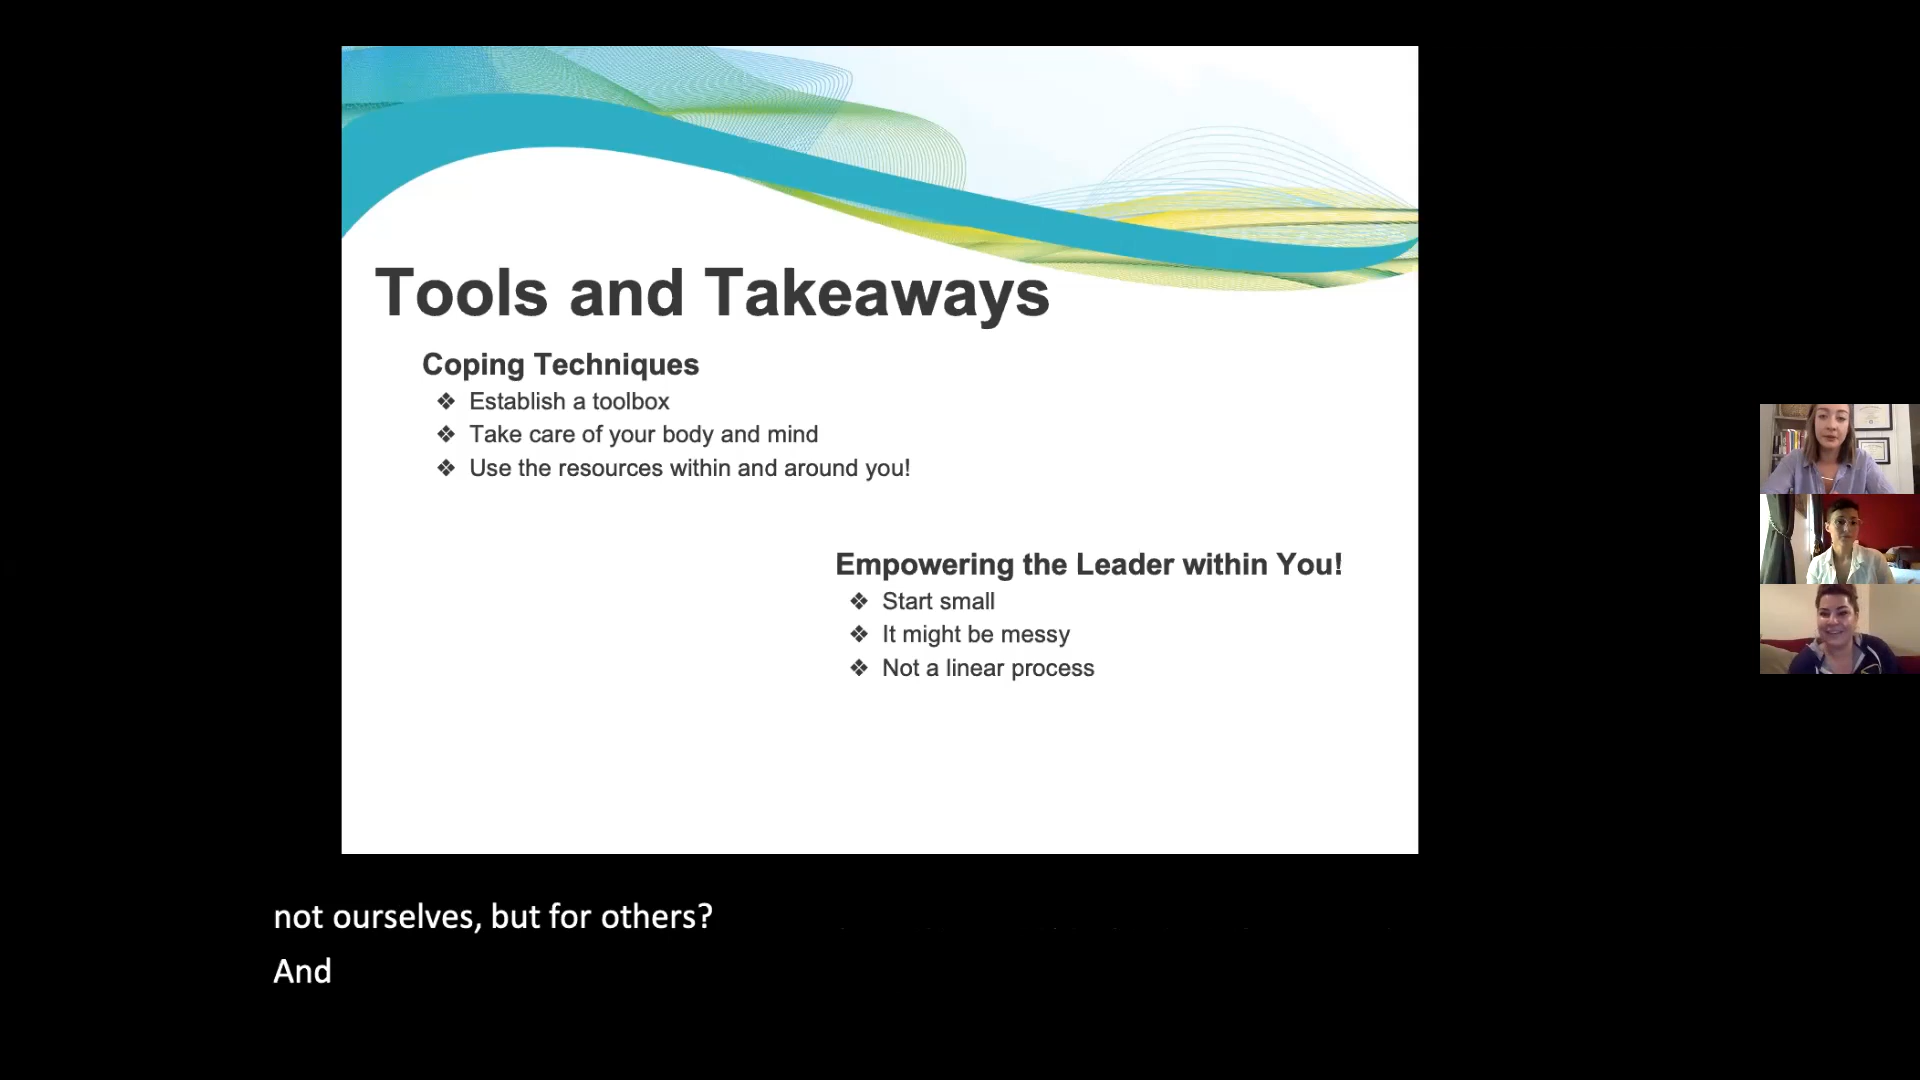 Tools and Takeaways
Coping Techniques
❖ Establish a toolbox
❖ Take care of your body and mind
❖ Use the resources within and around you!
Empowering the Leader within You!
❖ Start small
❖ It might be messy
❖ Not a linear process
not ourselves, but for others?
And